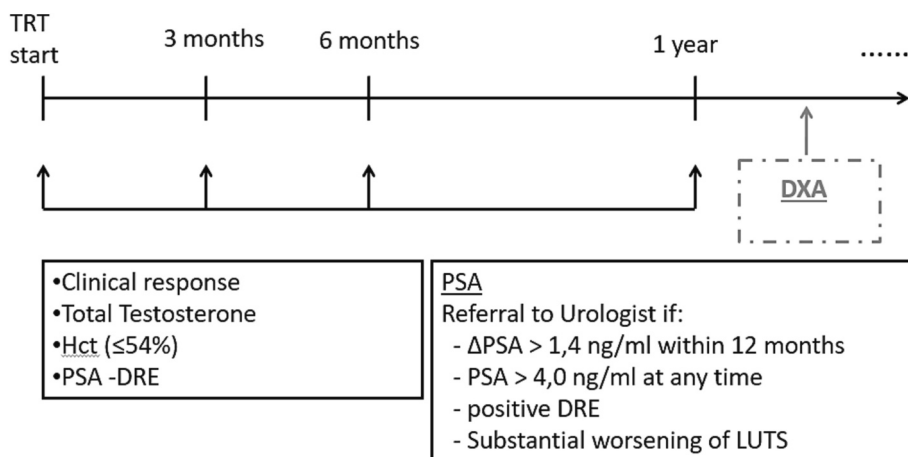 TRT
start
3 months
6 months
1 year
......
DXA
•Clinical response
•Total Testosterone
•Hct (≤54%)
•PSA -DRE
PSA
Referral to Urologist if:
- ΔPSA > 1,4 ng/ml within 12 months
- PSA > 4,0 ng/ml at any time
- positive DRE
- Substantial worsening of LUTS